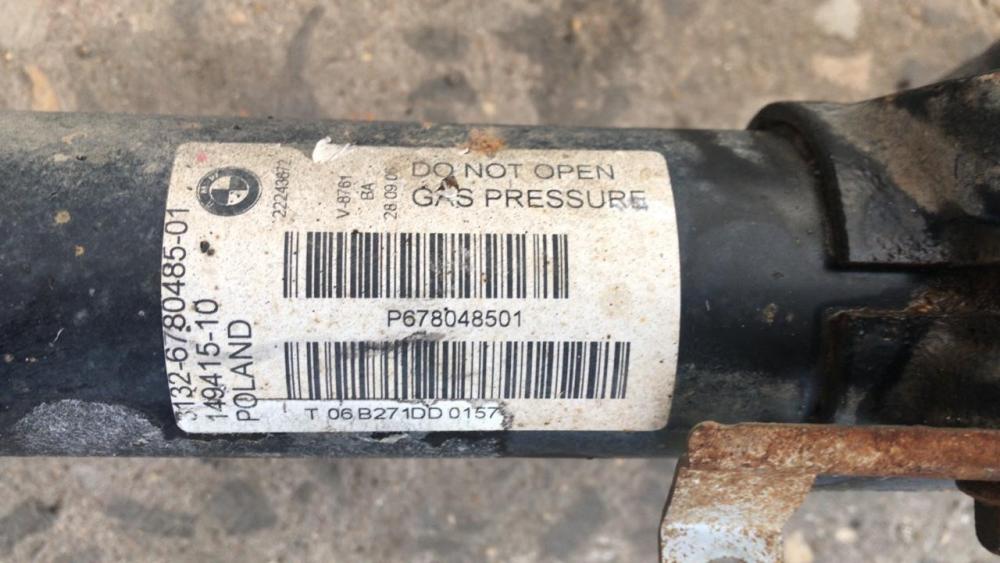 DO NOT OPEN
GAS PRESSURE
V-8761
BA
28.09.06
P678048501
T 06 B271DD 0157
3132-6780485-01
149415-10
POLAND